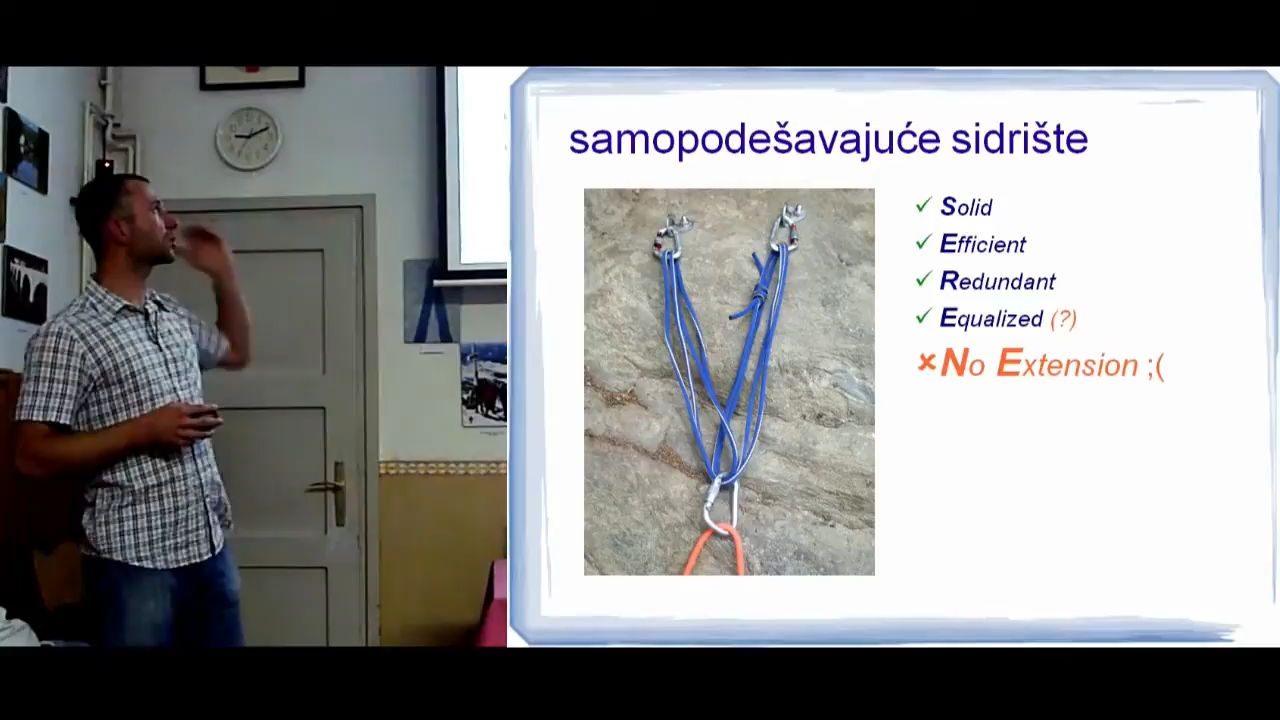 samopodešavajuće sidrište
Solid
Efficient
Redundant
Equalized (?)
No Extension ;(